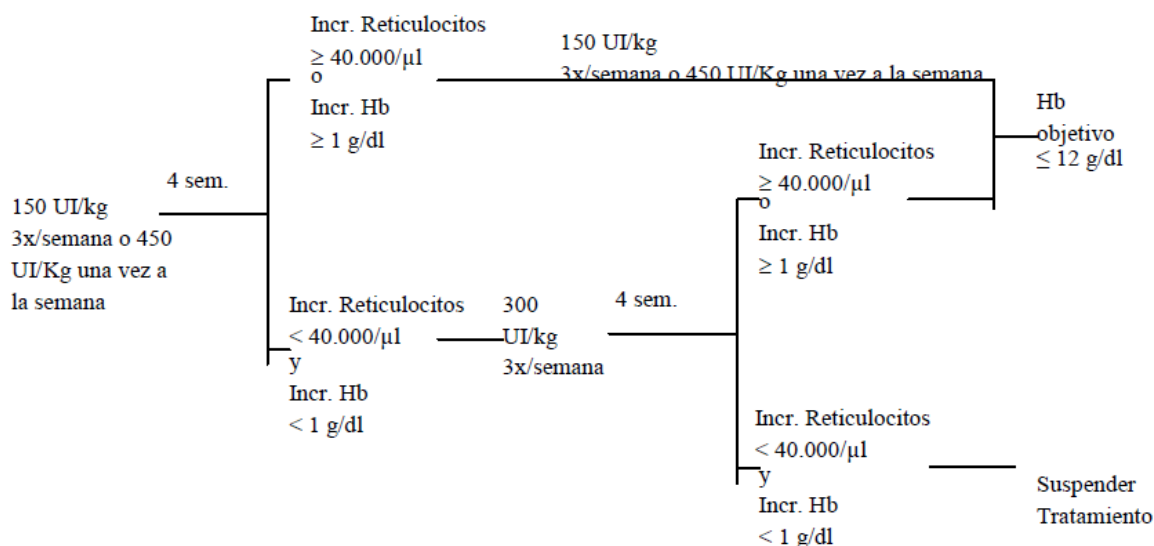 150 UI/kg
3x/semana o 450
UI/Kg una vez a
la semana
4 sem.
Incr. Reticulocitos
≥ 40.000/µl
o
Incr. Hb
≥ 1 g/dl
150 UI/kg
3x/semana o 450 UI/Kg una vez a la semana
Incr. Reticulocitos
< 40.000/µl
y
Incr. Hb
< 1 g/dl
300
UI/kg
3x/semana
4 sem.
Incr. Reticulocitos
≥ 40.000/µl
o
Incr. Hb
≥ 1 g/dl
Hb
objetivo
≤ 12 g/dl
Incr. Reticulocitos
< 40.000/µl
y
Incr. Hb
< 1 g/dl
Suspender
Tratamiento